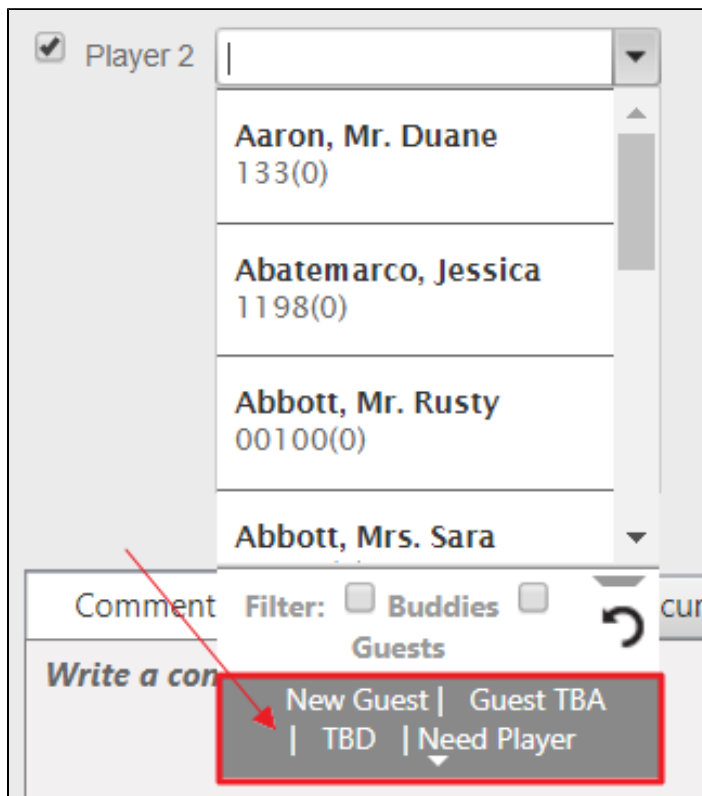 Player 2
Aaron, Mr. Duane
133(0)
Abatemarco, Jessica
1198(0)
Abbott, Mr. Rusty
00100(0)
Abbott, Mrs. Sara
Comment
Filter: Buddies
Guests
cur
Write a con
New Guest | Guest TBA
| TBD | Need Player